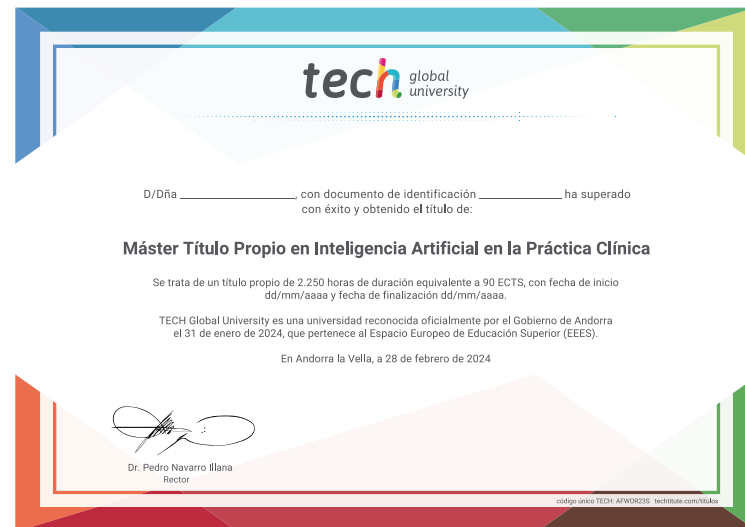 tech global university
D/Dña ____________________, con documento de identificación ______________ ha superado
con éxito y obtenido el título de:
Máster Título Propio en Inteligencia Artificial en la Práctica Clínica
Se trata de un título propio de 2.250 horas de duración equivalente a 90 ECTS, con fecha de inicio
dd/mm/aaaa y fecha de finalización dd/mm/aaaa.
TECH Global University es una universidad reconocida oficialmente por el Gobierno de Andorra
el 31 de enero de 2024, que pertenece al Espacio Europeo de Educación Superior (EEES).
En Andorra la Vella, a 28 de febrero de 2024
Dr. Pedro Navarro Illana
Rector
código único TECH: AFWOR23S techtitute.com/titulos